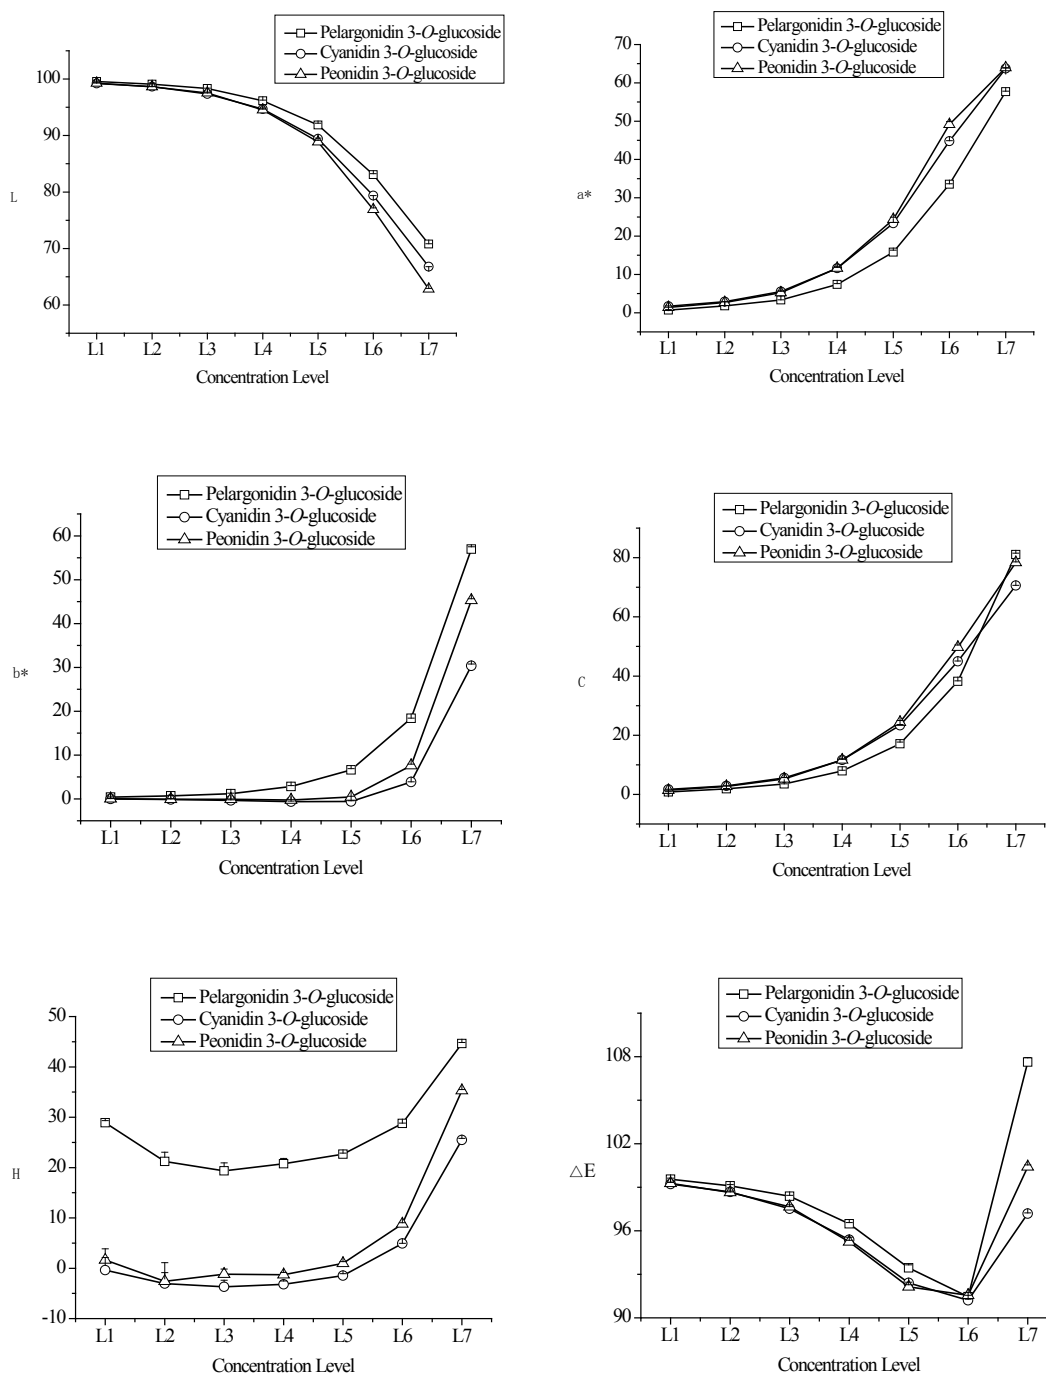 Pelargonidin 3-O-glucoside
Cyanidin 3-O-glucoside
Peonidin 3-O-glucoside
100
90
80
70
60
L
L1 L2 L3 L4 L5 L6 L7
Concentration Level
Pelargonidin 3-O-glucoside
Cyanidin 3-O-glucoside
Peonidin 3-O-glucoside
70
60
50
40
30
20
10
0
a*
L1 L2 L3 L4 L5 L6 L7
Concentration Level
Pelargonidin 3-O-glucoside
Cyanidin 3-O-glucoside
Peonidin 3-O-glucoside
60
50
40
30
20
10
0
b*
L1 L2 L3 L4 L5 L6 L7
Concentration Level
Pelargonidin 3-O-glucoside
Cyanidin 3-O-glucoside
Peonidin 3-O-glucoside
80
60
40
20
0
C
L1 L2 L3 L4 L5 L6 L7
Concentration Level
Pelargonidin 3-O-glucoside
Cyanidin 3-O-glucoside
Peonidin 3-O-glucoside
50
40
30
20
10
0
-10
H
L1 L2 L3 L4 L5 L6 L7
Concentration Level
Pelargonidin 3-O-glucoside
Cyanidin 3-O-glucoside
Peonidin 3-O-glucoside
108
102
96
90
△E
L1 L2 L3 L4 L5 L6 L7
Concentration Level